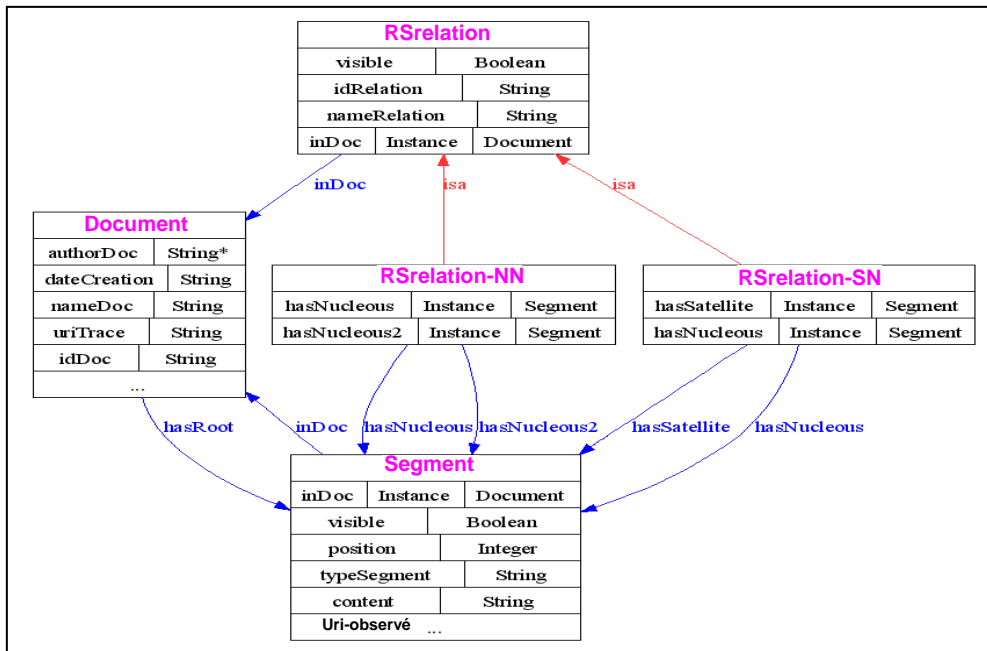 RSrelation
visible Boolean
idRelation String
nameRelation String
inDoc Instance Document
inDoc
isa
isa
Document
authorDoc String*
dateCreation String
nameDoc String
uriTrace String
idDoc String
...
RSrelation-NN
hasNucleous Instance Segment
hasNucleous2 Instance Segment
RSrelation-SN
hasSatellite Instance Segment
hasNucleous Instance Segment
hasRoot
inDoc
hasNucleous
hasNucleous2
hasSatellite
hasNucleous
Segment
inDoc Instance Document
visible Boolean
position Integer
typeSegment String
content String
Uri-observé ...